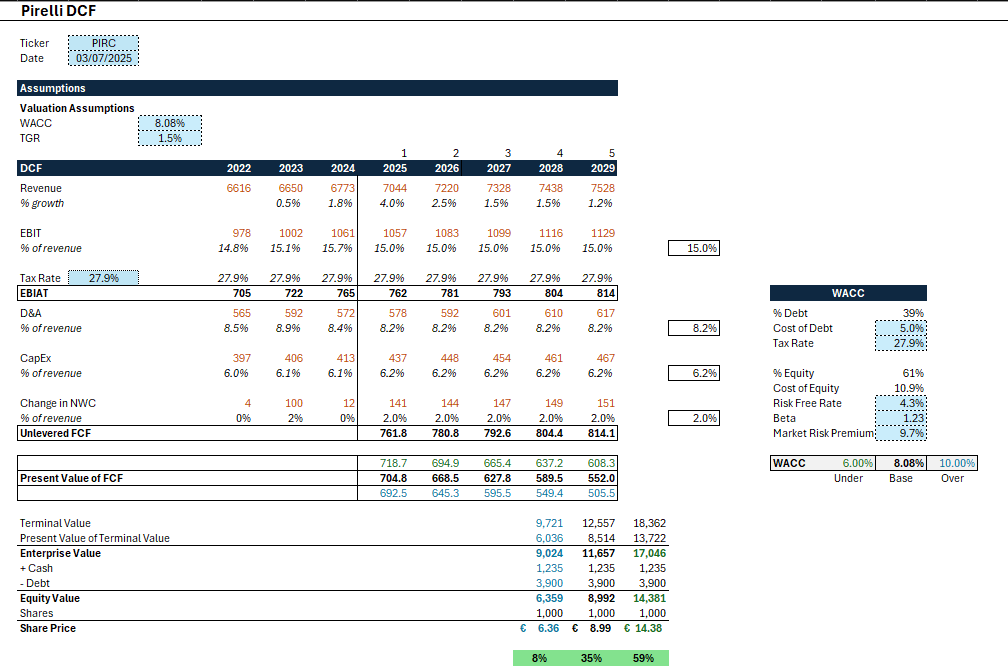 Pirelli DCF
Ticker PIRC
Date 03/07/2025
Assumptions
Valuation Assumptions
WACC 8.08%
TGR 1.5%
1 2 3 4 5
DCF 2022 2023 2024 2025 2026 2027 2028 2029
Revenue 6616 6650 6773 7044 7220 7328 7438 7528
% growth 0.5% 1.8% 4.0% 2.5% 1.5% 1.5% 1.2%
EBIT 978 1002 1061 1057 1083 1099 1116 1129
% of revenue 14.8% 15.1% 15.7% 15.0% 15.0% 15.0% 15.0% 15.0% 15.0%
Tax Rate 27.9% 27.9% 27.9% 27.9% 27.9% 27.9% 27.9% 27.9% 27.9%
EBIAT 705 722 765 762 781 793 804 814
D&A 565 592 572 578 592 601 610 617
% of revenue 8.5% 8.9% 8.4% 8.2% 8.2% 8.2% 8.2% 8.2% 8.2%
CapEx 397 406 413 437 448 454 461 467
% of revenue 6.0% 6.1% 6.1% 6.2% 6.2% 6.2% 6.2% 6.2% 6.2%
Change in NWC 4 100 12 141 144 147 149 151
% of revenue 0% 2% 0% 2.0% 2.0% 2.0% 2.0% 2.0% 2.0%
Unlevered FCF 761.8 780.8 792.6 804.4 814.1
718.7 694.9 665.4 637.2 608.3
Present Value of FCF 704.8 668.5 627.8 589.5 552.0
692.5 645.3 595.5 549.4 505.5
Terminal Value 9,721 12,557 18,362
Present Value of Terminal Value 6,036 8,514 13,722
Enterprise Value 9,024 11,657 17,046
+ Cash 1,235 1,235 1,235
- Debt 3,900 3,900 3,900
Equity Value 6,359 8,992 14,381
Shares 1,000 1,000 1,000
Share Price € 6.36 € 8.99 € 14.38
8% 35% 59%
WACC
% Debt 39%
Cost of Debt 5.0%
Tax Rate 27.9%
% Equity 61%
Cost of Equity 10.9%
Risk Free Rate 4.3%
Beta 1.23
Market Risk Premium 9.7%
WACC 6.00% 8.08% 10.00%
Under Base Over